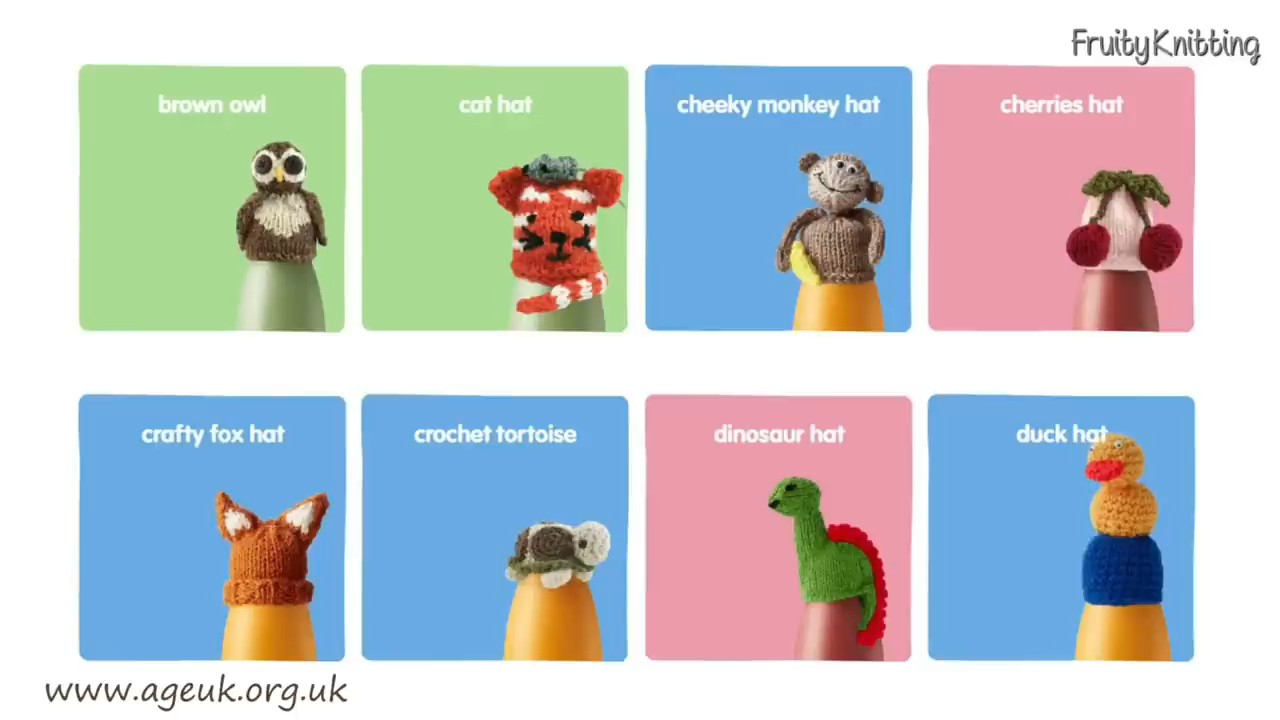 FruityKnitting
brown owl
cat hat
cheeky monkey hat
cherries hat
crafty fox hat
crochet tortoise
dinosaur hat
duck hat
www.ageuk.org.uk